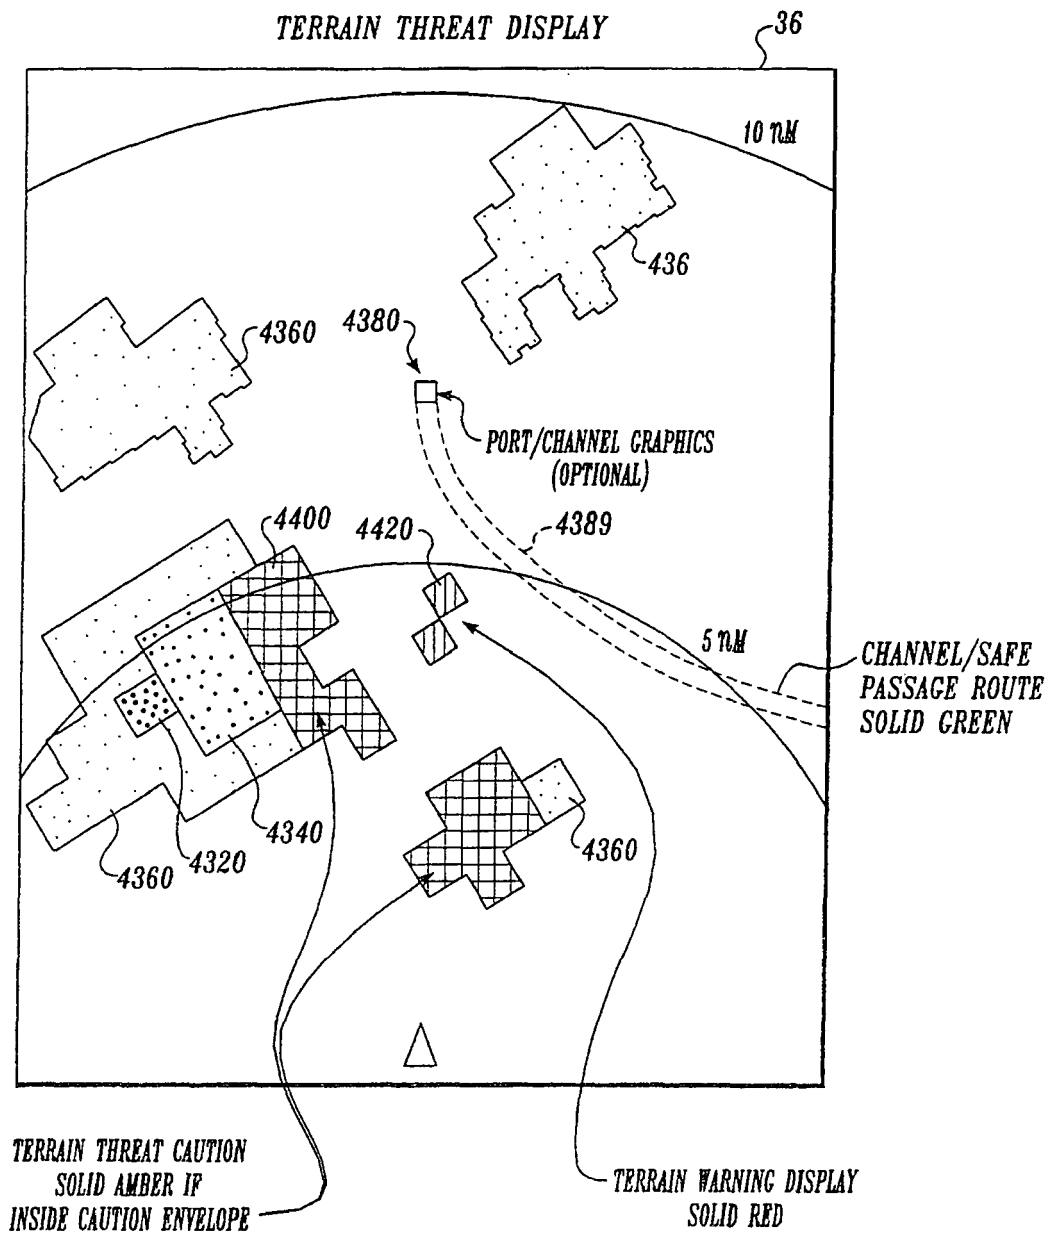 TERRAIN THREAT DISPLAY
36
10 nM
436
4360
4380
PORT/CHANNEL GRAPHICS
(OPTIONAL)
4400
4420
4389
5 nM
CHANNEL/SAFE
PASSAGE ROUTE
SOLID GREEN
4340
4320
4360
4360
TERRAIN THREAT CAUTION
SOLID AMBER IF
INSIDE CAUTION ENVELOPE
TERRAIN WARNING DISPLAY
SOLID RED